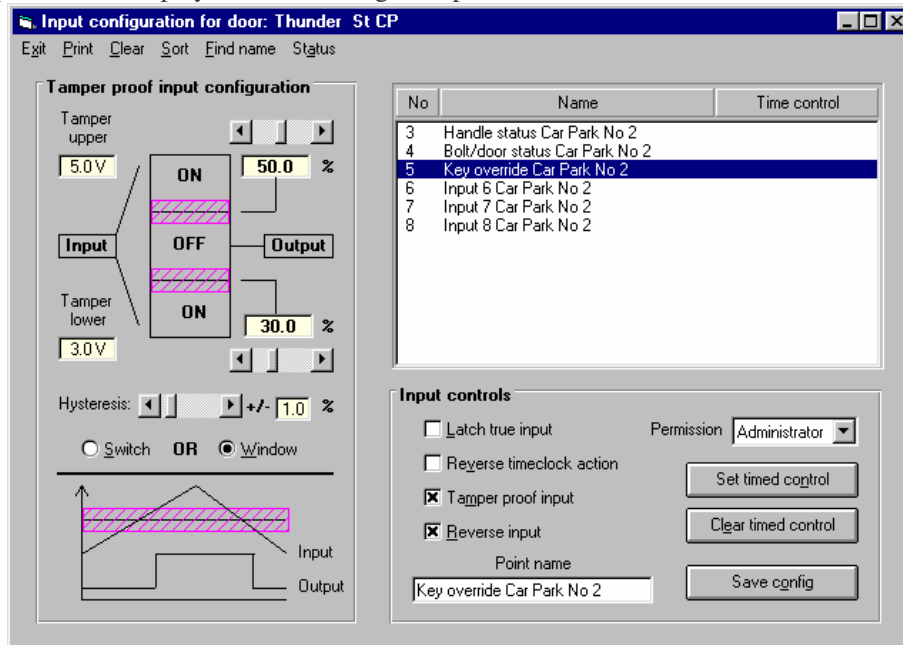 Input configuration for door: Thunder St CP
Exit Print Clear Sort Find name Status
Tamper proof input configuration
Tamper
upper
5.0 V
ON
50.0 %
Input
OFF
Output
Tamper
lower
ON
30.0 %
3.0 V
Hysteresis: +/- 1.0 %
Switch OR Window
Input
Output
No Name Time control
3 Handle status Car Park No 2
4 Bolt/door status Car Park No 2
5 Key override Car Park No 2
6 Input 6 Car Park No 2
7 Input 7 Car Park No 2
8 Input 8 Car Park No 2
Input controls
Latch true input
Permission Administrator
Reverse timeclock action
Set timed control
Tamper proof input
Clear timed control
Reverse input
Point name
Key override Car Park No 2
Save config